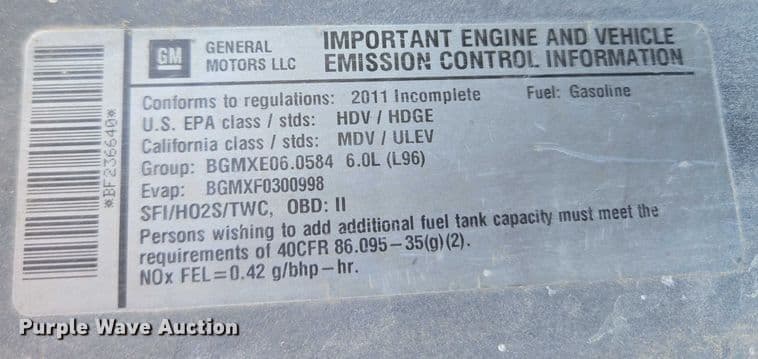 GM
GENERAL
MOTORS LLC
IMPORTANT ENGINE AND VEHICLE
EMISSION CONTROL INFORMATION
Conforms to regulations: 2011 Incomplete Fuel: Gasoline
U.S. EPA class / stds: HDV / HDGE
California class / stds: MDV / ULEV
Group: BGMXE06.0584 6.0L (L96)
Evap: BGMXF0300998
SFI/HO2S/TWC, OBD: II
Persons wishing to add additional fuel tank capacity must meet the
requirements of 40CFR 86.095–35(g)(2).
NOx FEL=0.42 g/bhp–hr.
*BF236640*
Purple Wave Auction